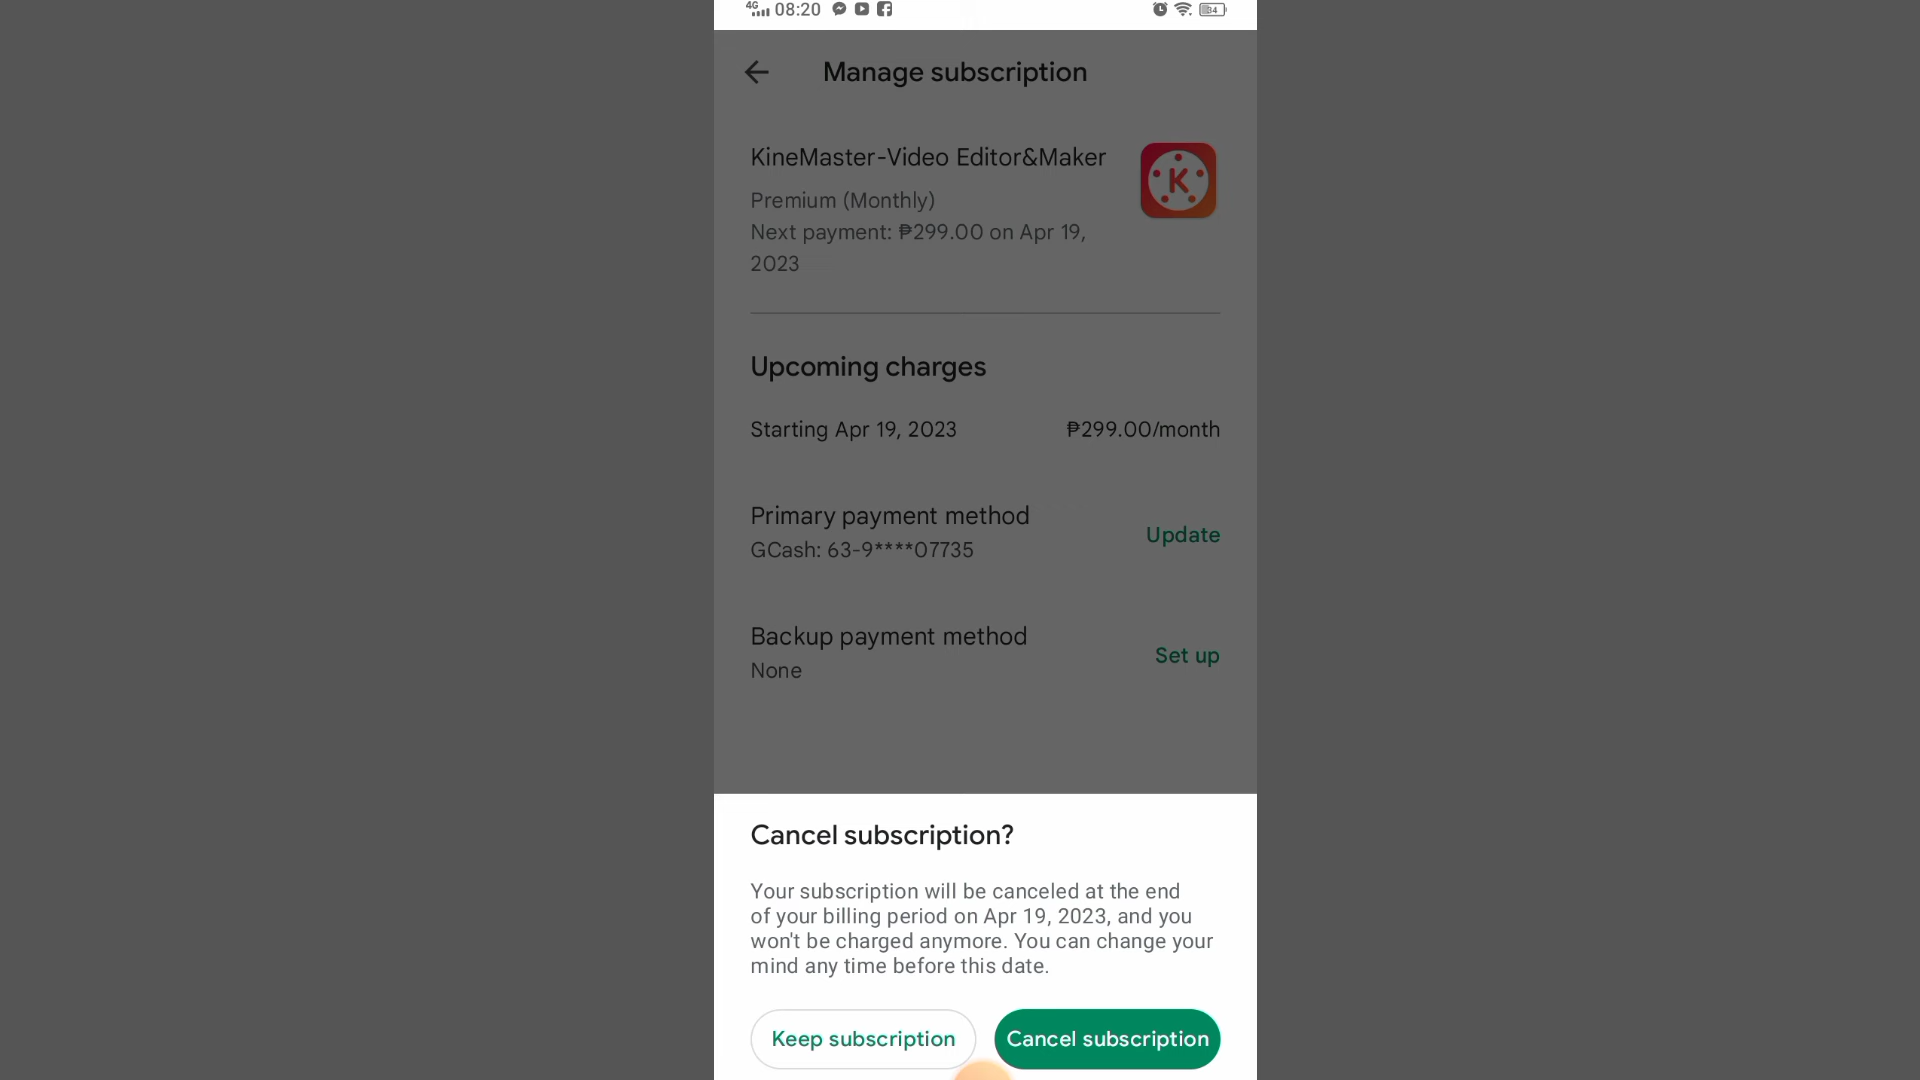 4G 08:20 34
Manage subscription
KineMaster-Video Editor&Maker
K
Premium (Monthly)
Next payment: ₱299.00 on Apr 19,
2023
Upcoming charges
Starting Apr 19, 2023 ₱299.00/month
Primary payment method
GCash: 63-9****07735
Update
Backup payment method
None
Set up
Cancel subscription?
Your subscription will be canceled at the end
of your billing period on Apr 19, 2023, and you
won't be charged anymore. You can change your
mind any time before this date.
Keep subscription Cancel subscription